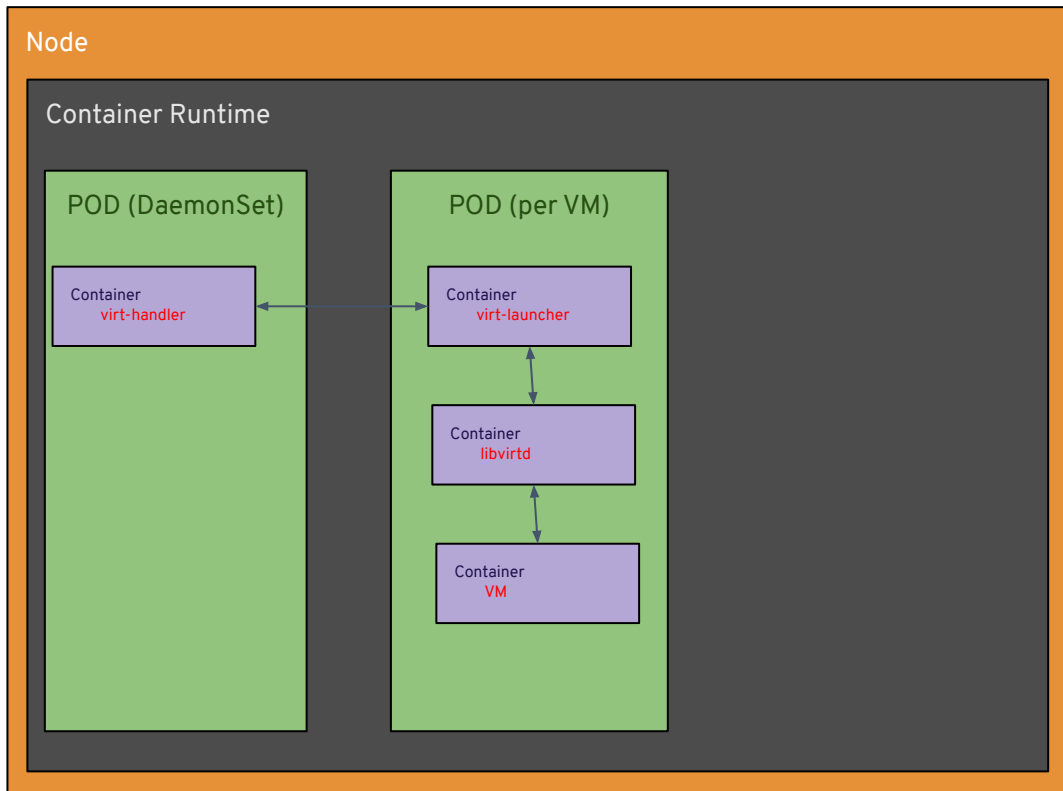 Node
Container Runtime
POD (DaemonSet)
POD (per VM)
Container
virt-handler
Container
virt-launcher
Container
libvirtd
Container
VM